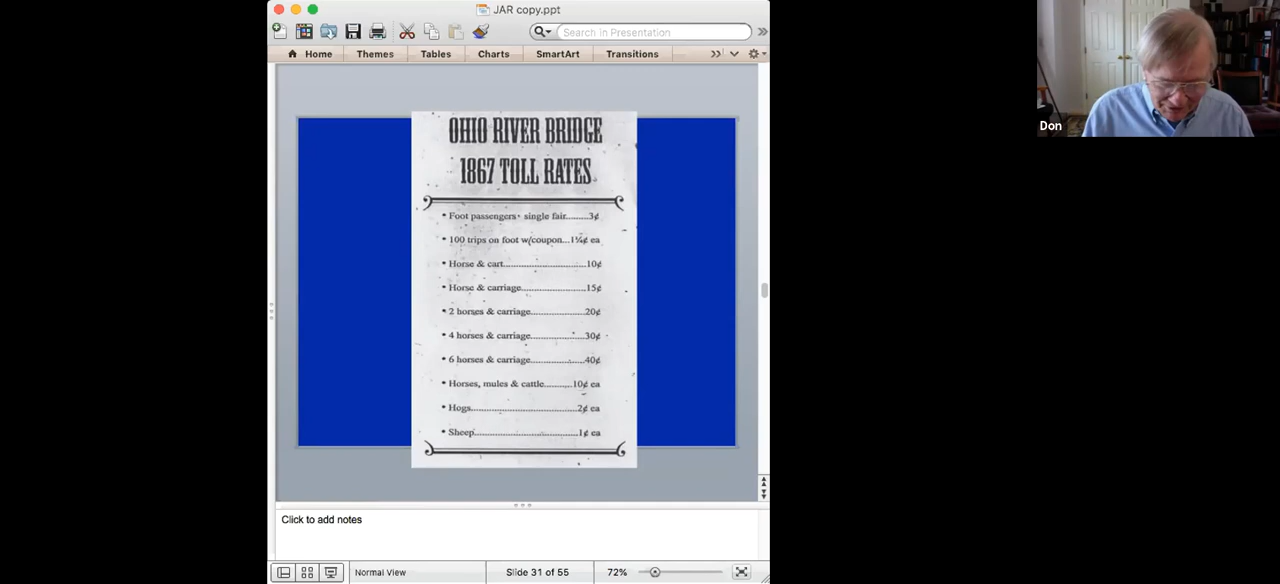 JAR copy.ppt
Search in Presentation
Home
Themes
Tables
Charts
SmartArt
Transitions
OHIO RIVER BRIDGE
1867 TOLL RATES
• Foot passengers· single fair.........3¢
• 100 trips on foot w/coupon...1¼¢ ea
• Horse & cart.............................10¢
• Horse & carriage......................15¢
• 2 horses & carriage...................20¢
• 4 horses & carriage...................30¢
• 6 horses & carriage...................40¢
• Horses, mules & cattle..........10¢ ea
• Hogs.....................................2¢ ea
• Sheep....................................1¢ ea
Click to add notes
Normal View
Slide 31 of 55
72%
Don